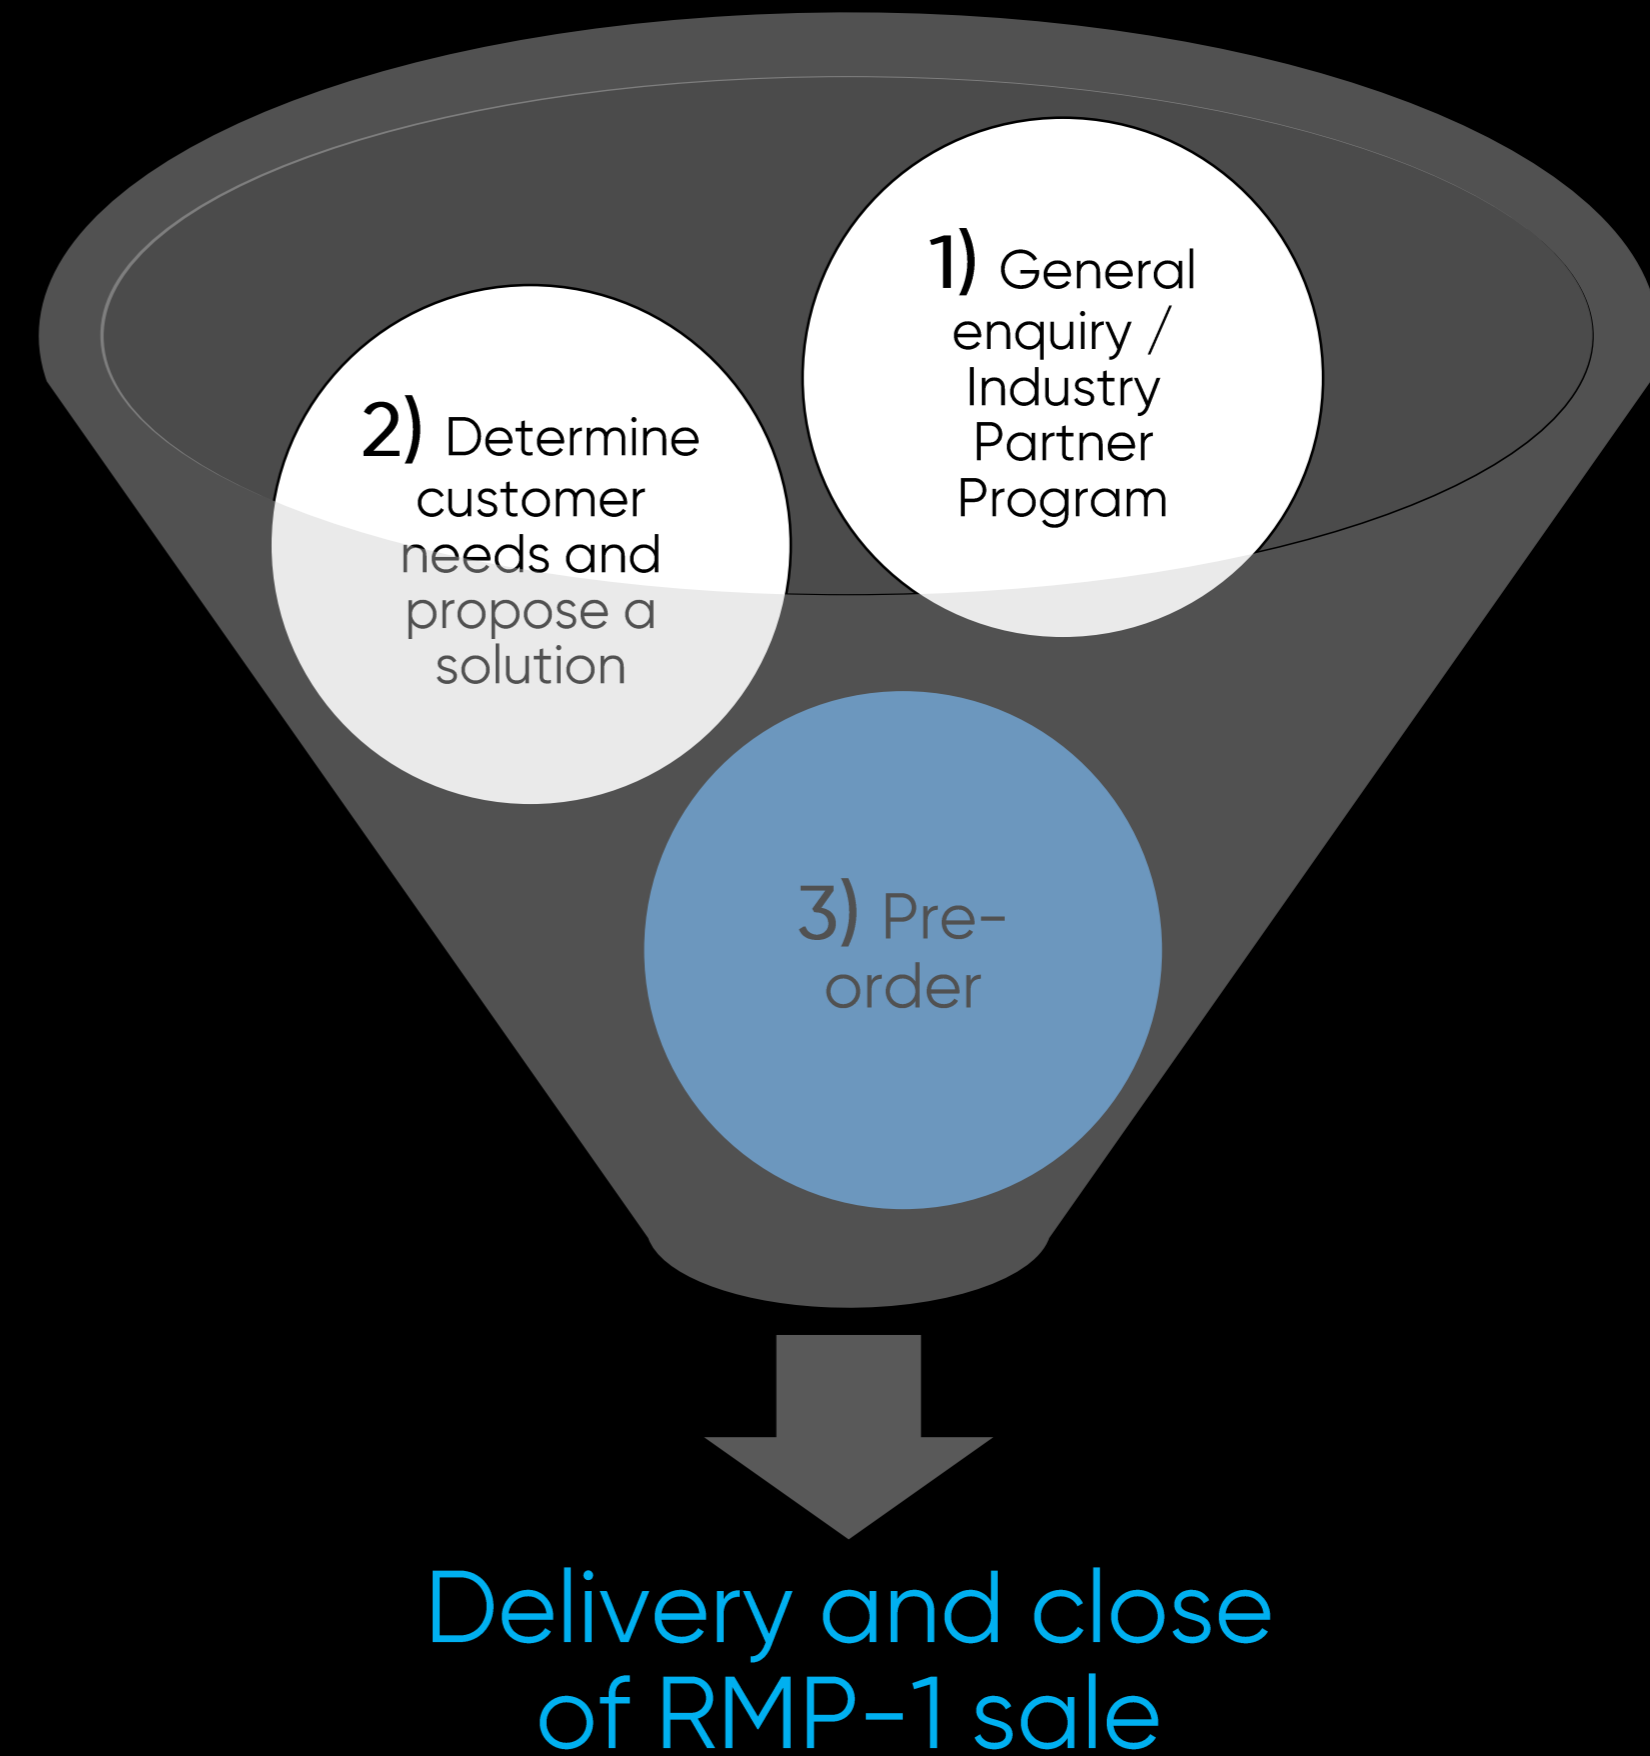 1) General
enquiry /
Industry
Partner
Program
2) Determine
customer
needs and
propose a
solution
3) Pre-
order
Delivery and close
of RMP-1 sale